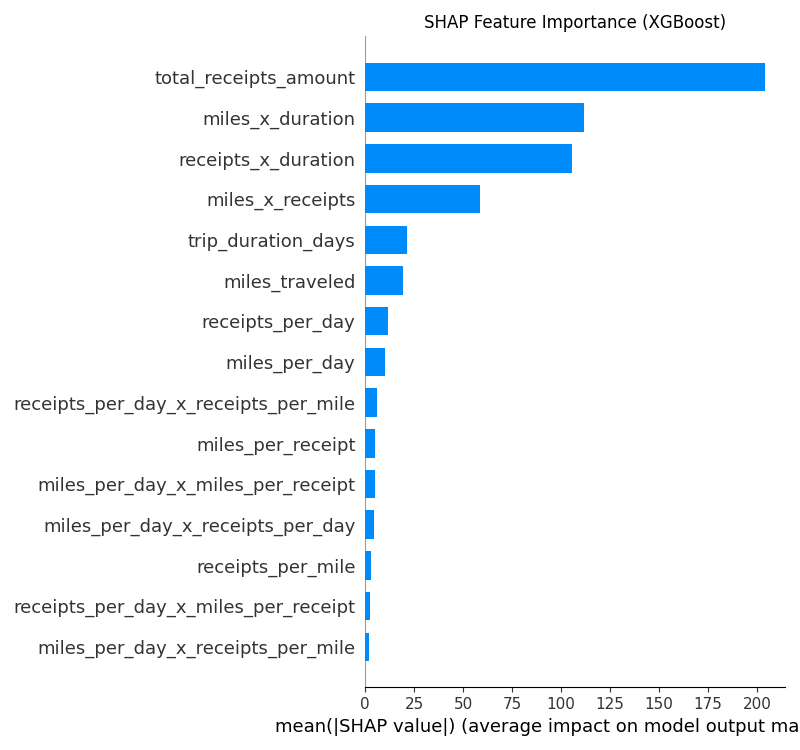 SHAP Feature Importance (XGBoost)
total_receipts_amount
miles_x_duration
receipts_x_duration
miles_x_receipts
trip_duration_days
miles_traveled
receipts_per_day
miles_per_day
receipts_per_day_x_receipts_per_mile
miles_per_receipt
miles_per_day_x_miles_per_receipt
miles_per_day_x_receipts_per_day
receipts_per_mile
receipts_per_day_x_miles_per_receipt
miles_per_day_x_receipts_per_mile
0 25 50 75 100 125 150 175 200
mean(|SHAP value|) (average impact on model output ma